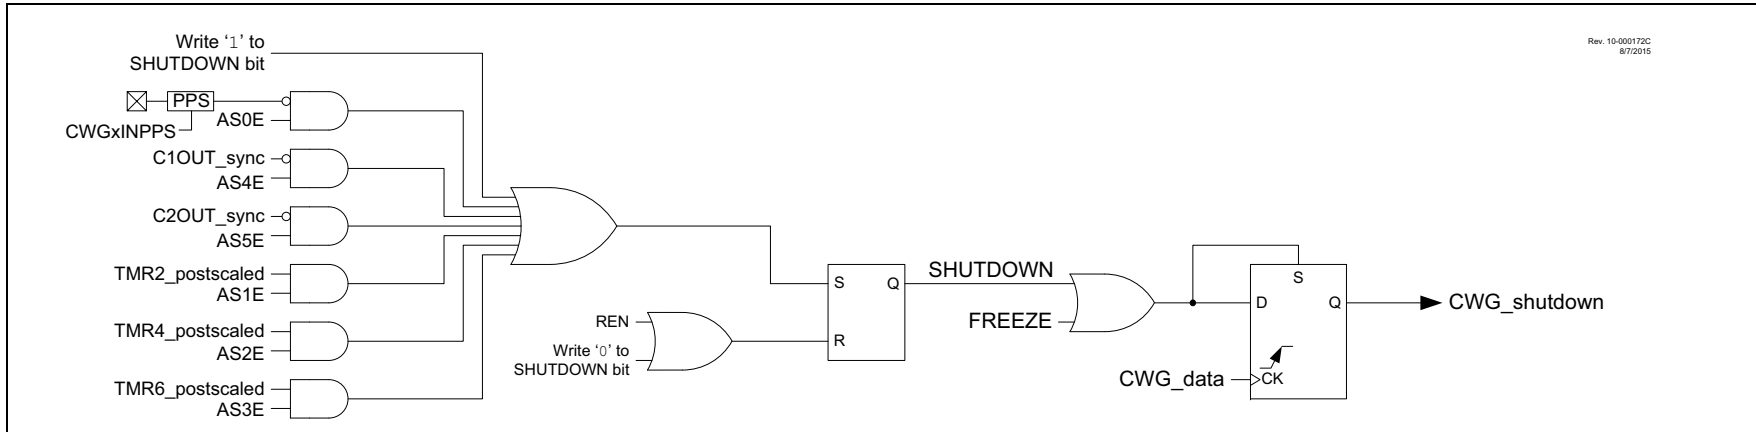 Write ‘1’ to
SHUTDOWN bit
Rev. 10-000172C
8/7/2015
PPS
AS0E
CWGxINPPS
C1OUT_sync
AS4E
C2OUT_sync
AS5E
TMR2_postscaled
AS1E
TMR4_postscaled
AS2E
TMR6_postscaled
AS3E
REN
Write ‘0’ to
SHUTDOWN bit
S
Q
R
SHUTDOWN
FREEZE
S
D
Q
CK
CWG_data
CWG_shutdown